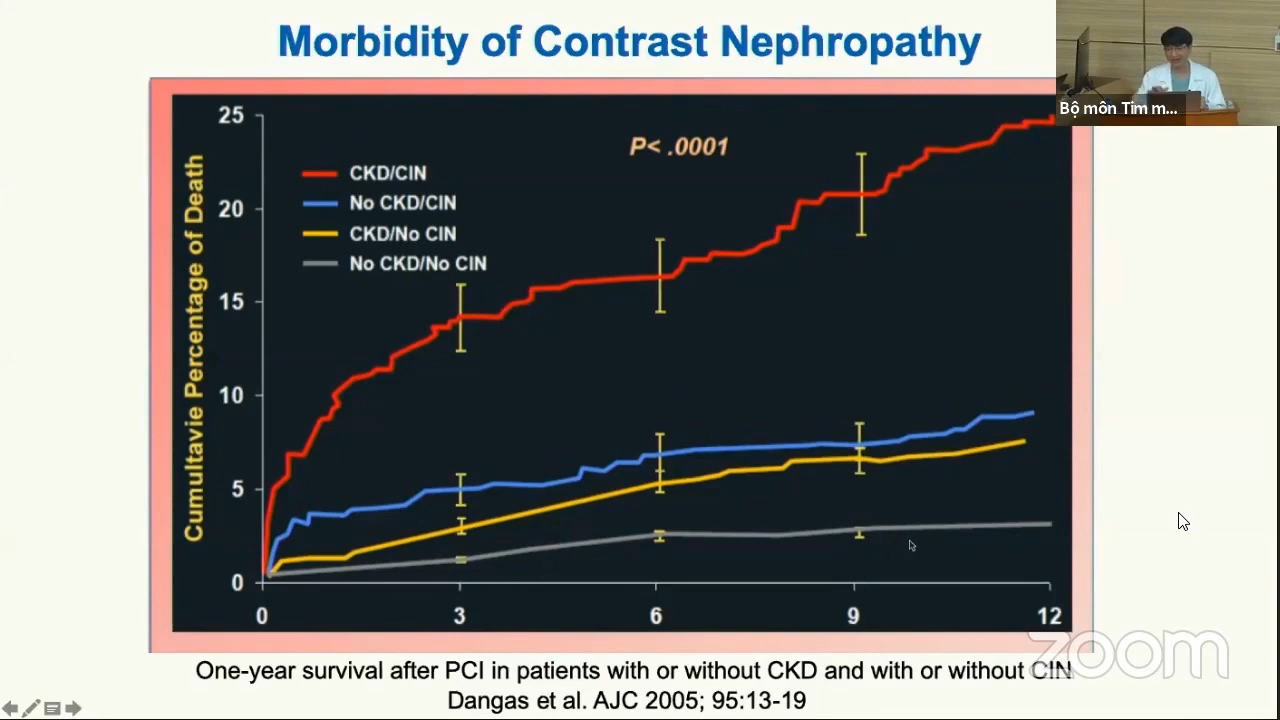 Morbidity of Contrast Nephropathy
Bộ môn Tim m...
P< .0001
CKD/CIN
No CKD/CIN
CKD/No CIN
No CKD/No CIN
Cumultavie Percentage of Death
25
20
15
10
5
0
0 3 6 9 12
zoom
One-year survival after PCI in patients with or without CKD and with or without CIN
Dangas et al. AJC 2005; 95:13-19